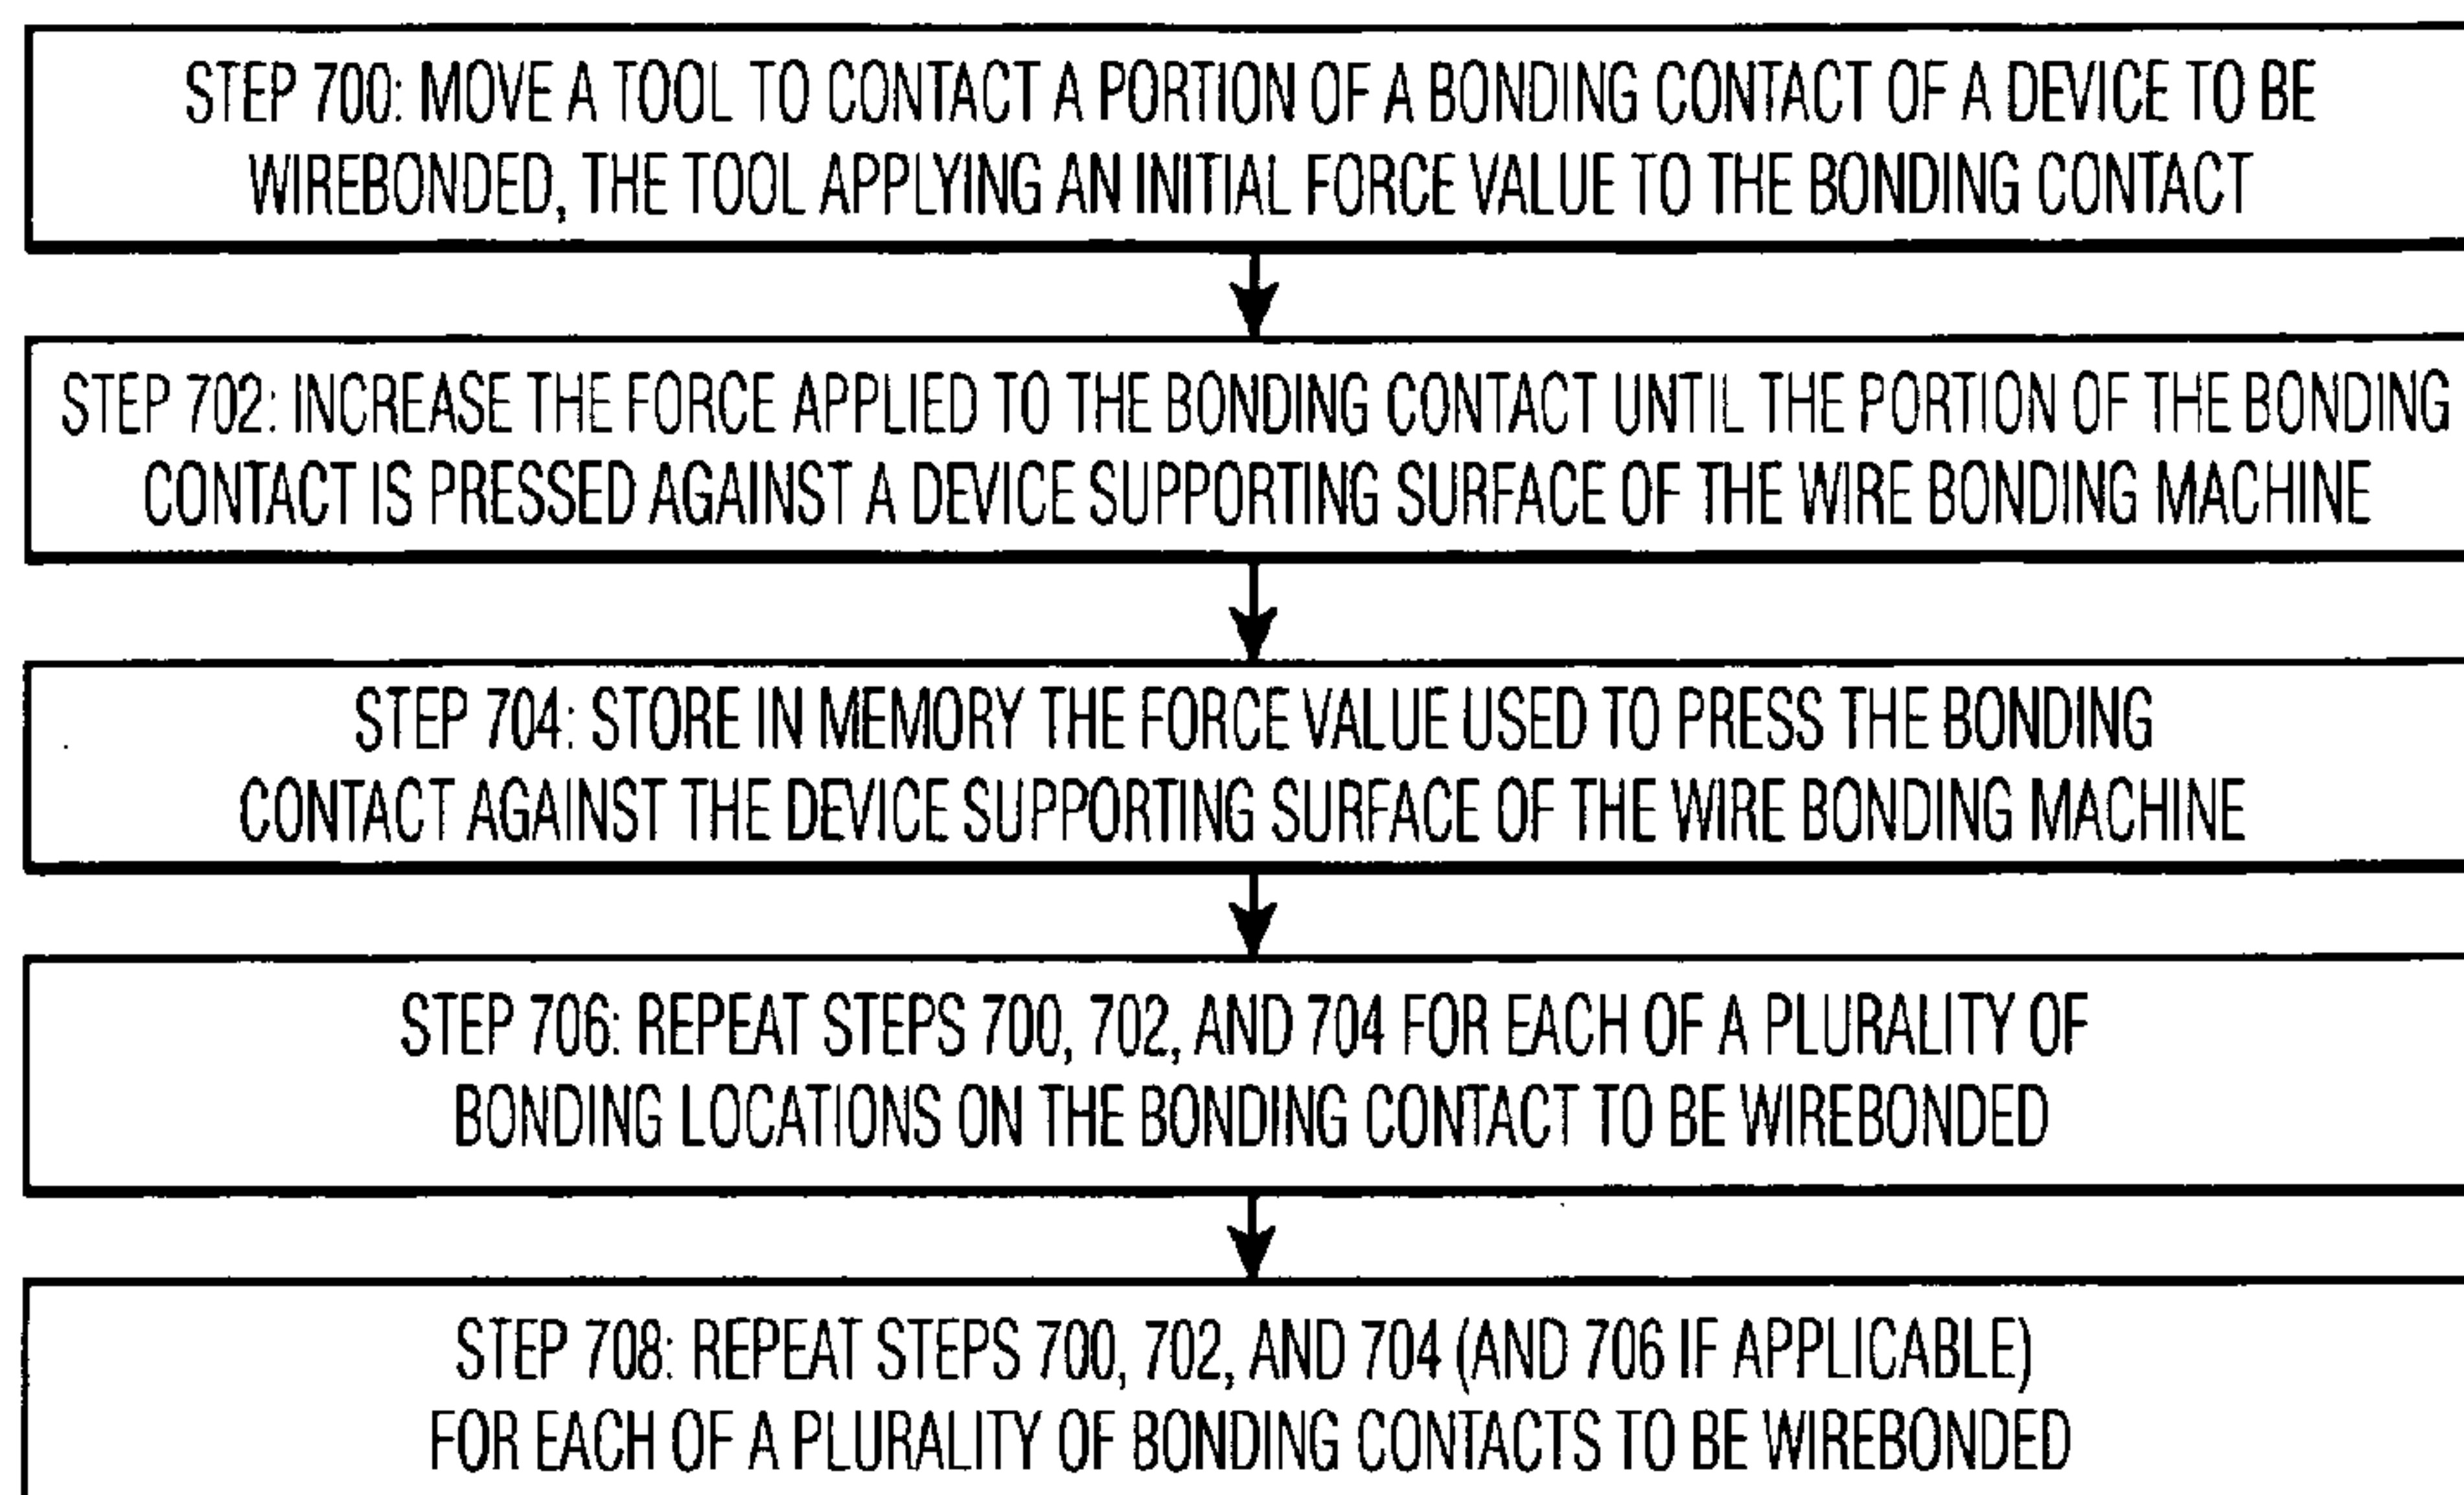 STEP 700: MOVE A TOOL TO CONTACT A PORTION OF A BONDING CONTACT OF A DEVICE TO BE
WIREBONDED, THE TOOL APPLYING AN INITIAL FORCE VALUE TO THE BONDING CONTACT
STEP 702: INCREASE THE FORCE APPLIED TO THE BONDING CONTACT UNTIL THE PORTION OF THE BONDING
CONTACT IS PRESSED AGAINST A DEVICE SUPPORTING SURFACE OF THE WIRE BONDING MACHINE
STEP 704: STORE IN MEMORY THE FORCE VALUE USED TO PRESS THE BONDING
CONTACT AGAINST THE DEVICE SUPPORTING SURFACE OF THE WIRE BONDING MACHINE
STEP 706: REPEAT STEPS 700, 702, AND 704 FOR EACH OF A PLURALITY OF
BONDING LOCATIONS ON THE BONDING CONTACT TO BE WIREBONDED
STEP 708: REPEAT STEPS 700, 702, AND 704 (AND 706 IF APPLICABLE)
FOR EACH OF A PLURALITY OF BONDING CONTACTS TO BE WIREBONDED